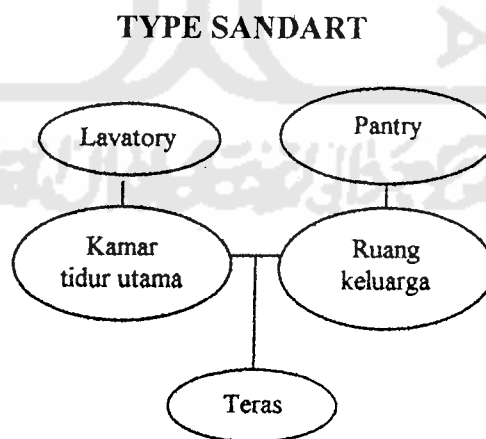 TYPE SANDART
Lavatory
Pantry
Kamar
tidur utama
Ruang
keluarga
Teras